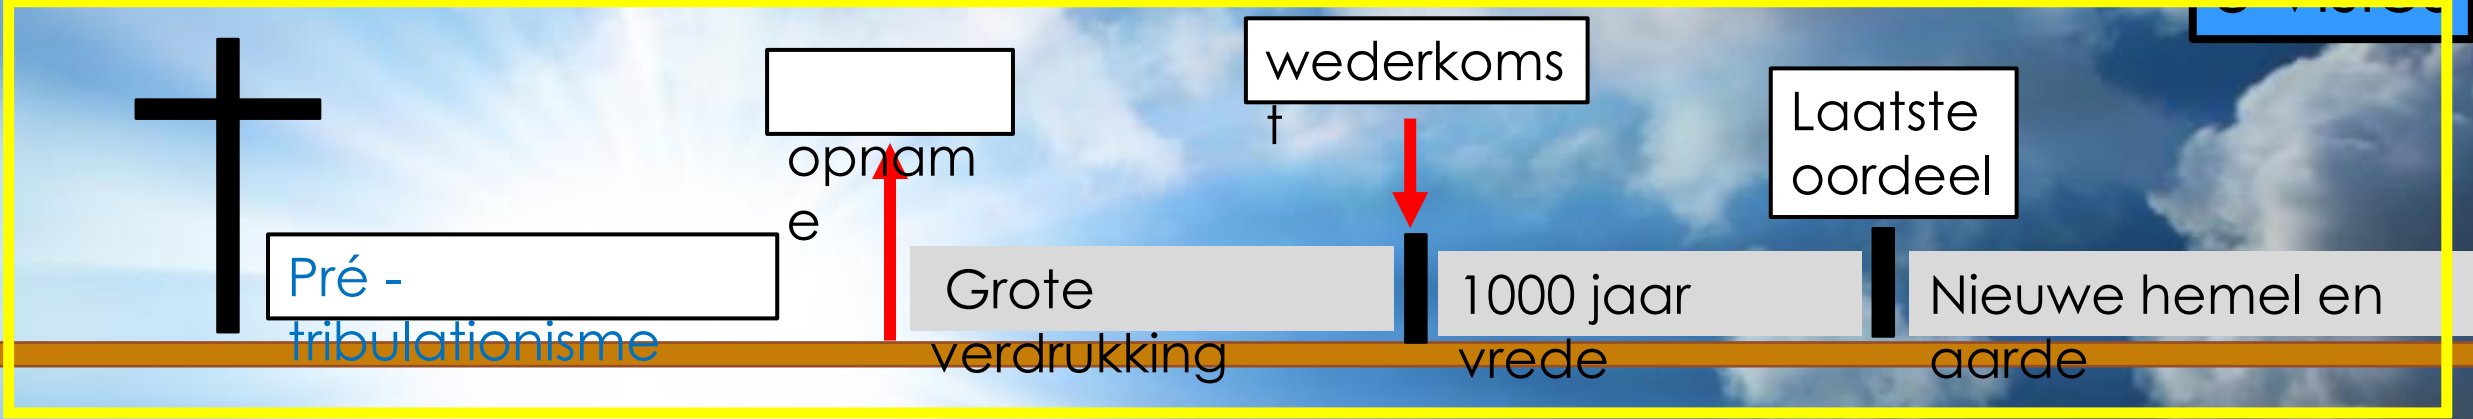 wederkoms
t
opnam
e
Laatste
oordeel
Pré -
tribulationisme
Grote
verdrukking
1000 jaar
vrede
Nieuwe hemel en
aarde